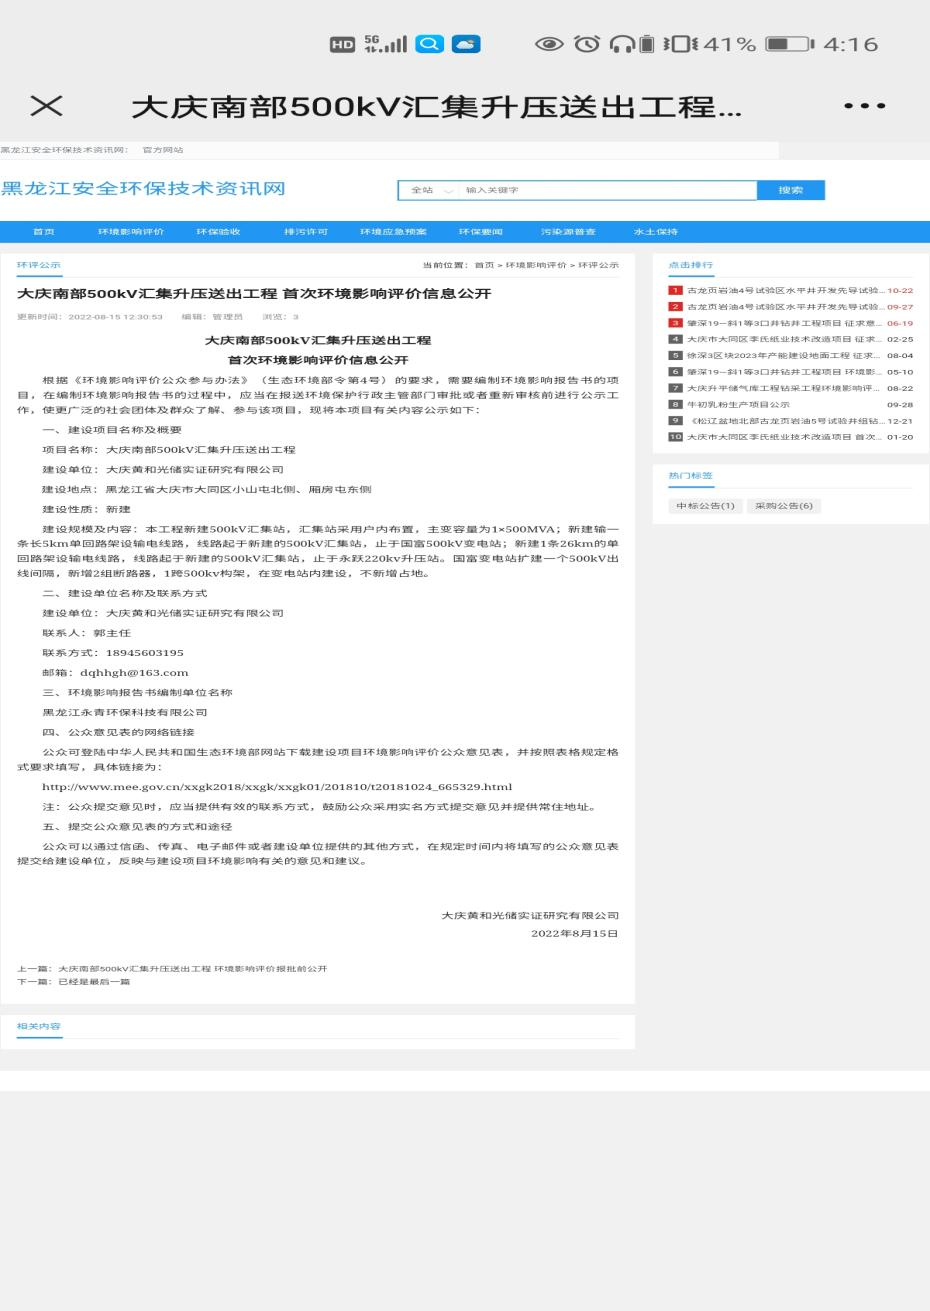 HD 5G 41% 4:16
大庆南部500kV汇集升压送出工程...
黑龙江安全环保技术资讯网： 官方网站
黑龙江安全环保技术资讯网
全站 输入关键字 搜索
首页 环境影响评价 环保验收 排污许可 环境应急预案 环保要闻 污染源普查 水土保持
环评公示 当前位置：首页 > 环境影响评价 > 环评公示
大庆南部500kV汇集升压送出工程 首次环境影响评价信息公开
更新时间：2022-08-15 12:30:53 编辑：管理员 浏览：3
大庆南部500kV汇集升压送出工程
首次环境影响评价信息公开
根据《环境影响评价公众参与办法》（生态环境部令第4号）的要求，需要编制环境影响报告书的项
目，在编制环境影响报告书的过程中，应当在报送环境保护行政主管部门审批或者重新审核前进行公示工
作，使更广泛的社会团体及群众了解、参与该项目，现将本项目有关内容公示如下：
一、建设项目名称及概要
项目名称：大庆南部500kV汇集升压送出工程
建设单位：大庆黄和光储实证研究有限公司
建设地点：黑龙江省大庆市大同区小山屯北侧、厢房屯东侧
建设性质：新建
建设规模及内容：本工程新建500kV汇集站，汇集站采用户内布置，主变容量为1×500MVA；新建输一
条长5km单回路架设输电线路，线路起于新建的500kV汇集站，止于国富500kV变电站；新建1条26km的单
回路架设输电线路，线路起于新建的500kV汇集站，止于永跃220kv升压站。国富变电站扩建一个500kV出
线间隔，新增2组断路器，1跨500kv构架，在变电站内建设，不新增占地。
二、建设单位名称及联系方式
建设单位：大庆黄和光储实证研究有限公司
联系人：郭主任
联系方式：18945603195
邮箱：dqhhgh@163.com
三、环境影响报告书编制单位名称
黑龙江永青环保科技有限公司
四、公众意见表的网络链接
公众可登陆中华人民共和国生态环境部网站下载建设项目环境影响评价公众意见表，并按照表格规定格
式要求填写，具体链接为：
http://www.mee.gov.cn/xxgk2018/xxgk/xxgk01/201810/t20181024_665329.html
注：公众提交意见时，应当提供有效的联系方式，鼓励公众采用实名方式提交意见并提供常住地址。
五、提交公众意见表的方式和途径
公众可以通过信函、传真、电子邮件或者建设单位提供的其他方式，在规定时间内将填写的公众意见表
提交给建设单位，反映与建设项目环境影响有关的意见和建议。
大庆黄和光储实证研究有限公司
2022年8月15日
上一篇：大庆南部500kV汇集升压送出工程 环境影响评价报批前公开
下一篇：已经是最后一篇
相关内容
点击排行
1 古龙页岩油4号试验区水平井开发先导试验... 10-22
2 古龙页岩油4号试验区水平井开发先导试验... 09-27
3 肇深19—斜1等3口井钻井工程项目 征求意... 06-19
4 大庆市大同区李氏纸业技术改造项目 征求... 02-25
5 徐深3区块2023年产能建设地面工程 征求... 08-04
6 肇深19—斜1等3口井钻井工程项目 环境影... 05-10
7 大庆升平储气库工程钻采工程环境影响评... 08-22
8 牛初乳粉生产项目公示 09-28
9 《松辽盆地北部古龙页岩油5号试验井组钻... 12-21
10 大庆市大同区李氏纸业技术改造项目 首次... 01-20
热门标签
中标公告(1) 采购公告(6)